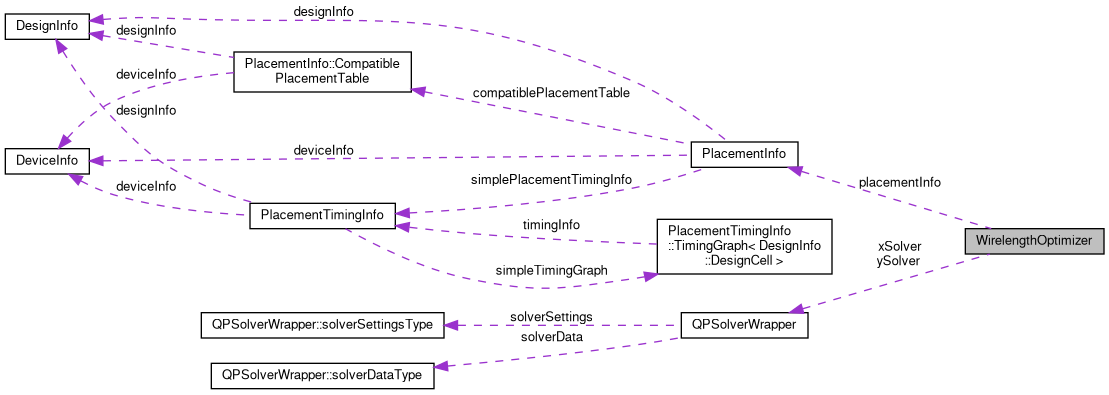 designInfo
DesignInfo
designInfo
PlacementInfo::Compatible
PlacementTable
deviceInfo
compatiblePlacementTable
designInfo
deviceInfo
PlacementInfo
DeviceInfo
simplePlacementTimingInfo
deviceInfo
placementInfo
PlacementTimingInfo
timingInfo
PlacementTimingInfo
::TimingGraph< DesignInfo
::DesignCell >
WirelengthOptimizer
xSolver
ySolver
simpleTimingGraph
solverSettings
QPSolverWrapper::solverSettingsType
QPSolverWrapper
solverData
QPSolverWrapper::solverDataType